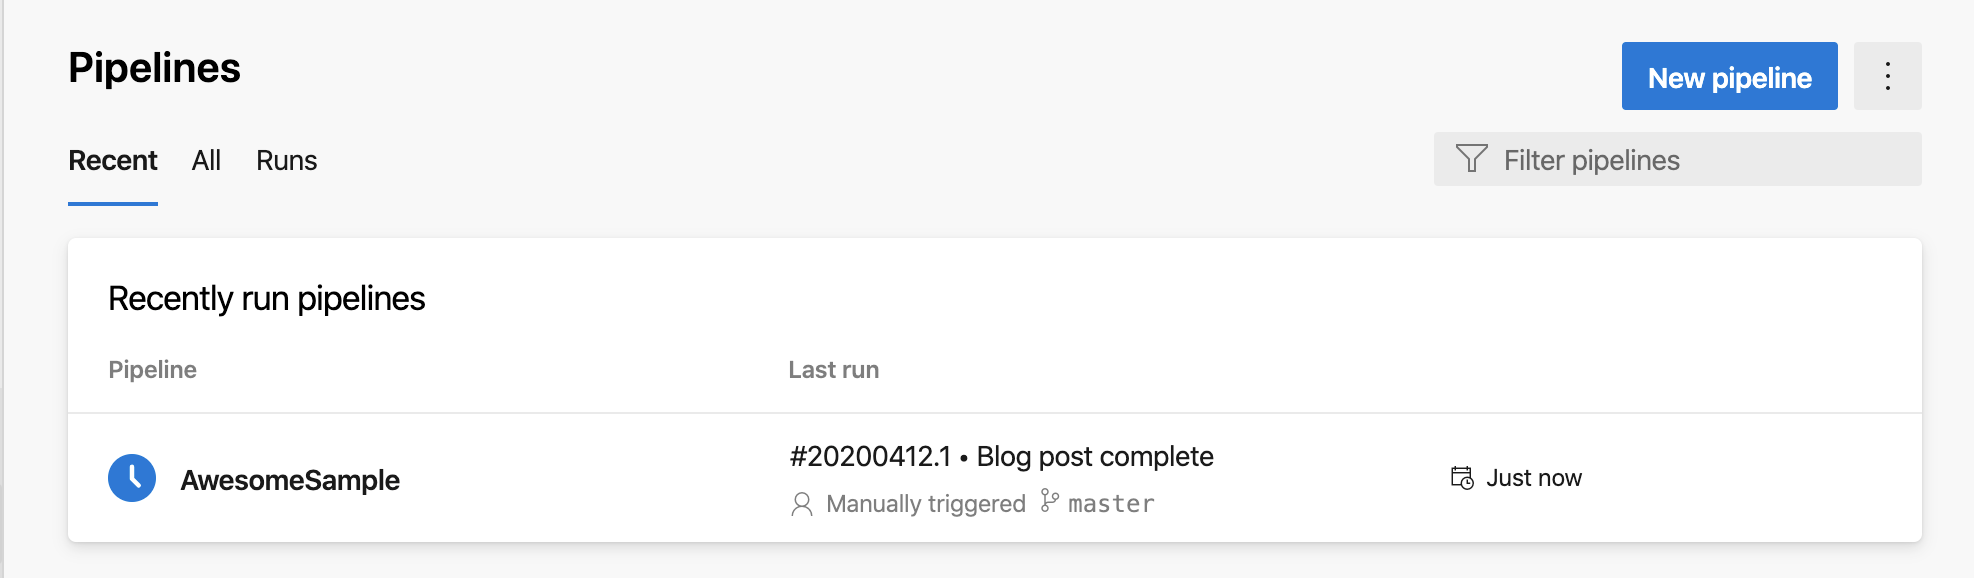 Pipelines
New pipeline
Recent All Runs
Filter pipelines
Recently run pipelines
Pipeline Last run
AwesomeSample
#20200412.1 • Blog post complete
Manually triggered master
Just now